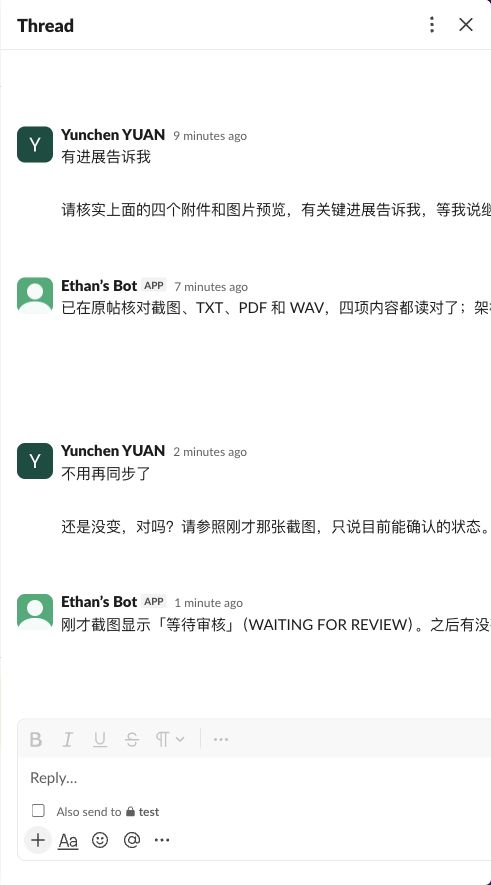 Thread
Yunchen YUAN 9 minutes ago
有进展告诉我
请核实上面的四个附件和图片预览，有关键进展告诉我，等我说继
Ethan’s Bot APP 7 minutes ago
已在原帖核对截图、TXT、PDF 和 WAV，四项内容都读对了；架
Yunchen YUAN 2 minutes ago
不用再同步了
还是没变，对吗？请参照刚才那张截图，只说目前能确认的状态。
Ethan’s Bot APP 1 minute ago
刚才截图显示「等待审核」（WAITING FOR REVIEW）。之后有没
B I U S
Reply...
Also send to test
Aa